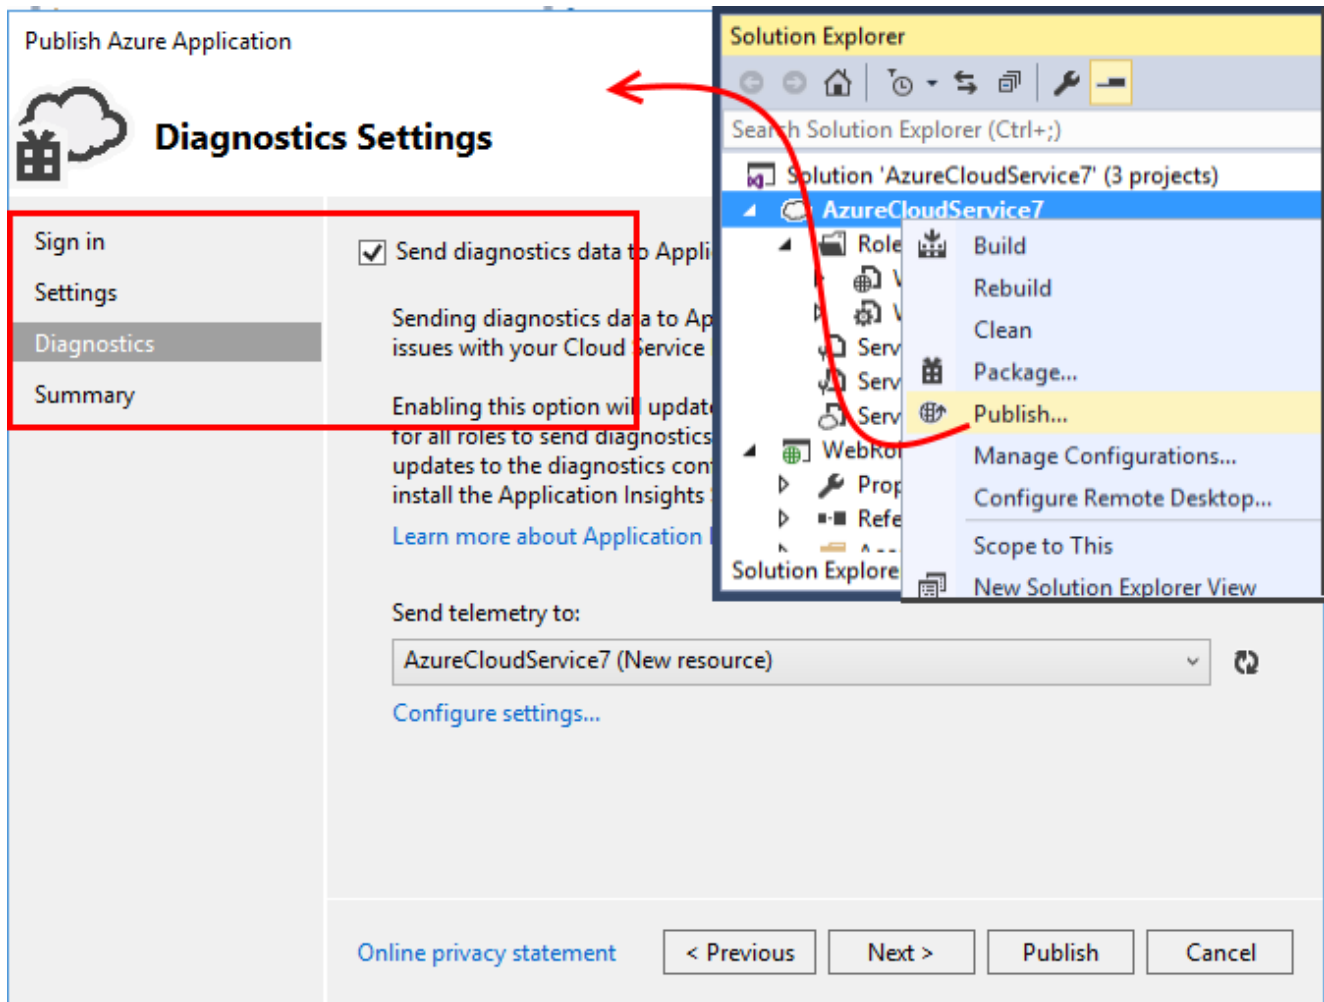 Publish Azure Application
Diagnostics Settings
Sign in
Settings
Diagnostics
Summary
Send diagnostics data to Appli
Sending diagnostics data to Ap
issues with your Cloud Service
Enabling this option will update
for all roles to send diagnostics
updates to the diagnostics con
install the Application Insights
Learn more about Application
Send telemetry to:
AzureCloudService7 (New resource)
Configure settings...
Online privacy statement
< Previous
Next >
Publish
Cancel
Solution Explorer
Search Solution Explorer (Ctrl+;)
Solution 'AzureCloudService7' (3 projects)
AzureCloudService7
Role
Serv
Serv
Serv
WebRol
Prop
Refe
Solution Explore
Build
Rebuild
Clean
Package...
Publish...
Manage Configurations...
Configure Remote Desktop...
Scope to This
New Solution Explorer View